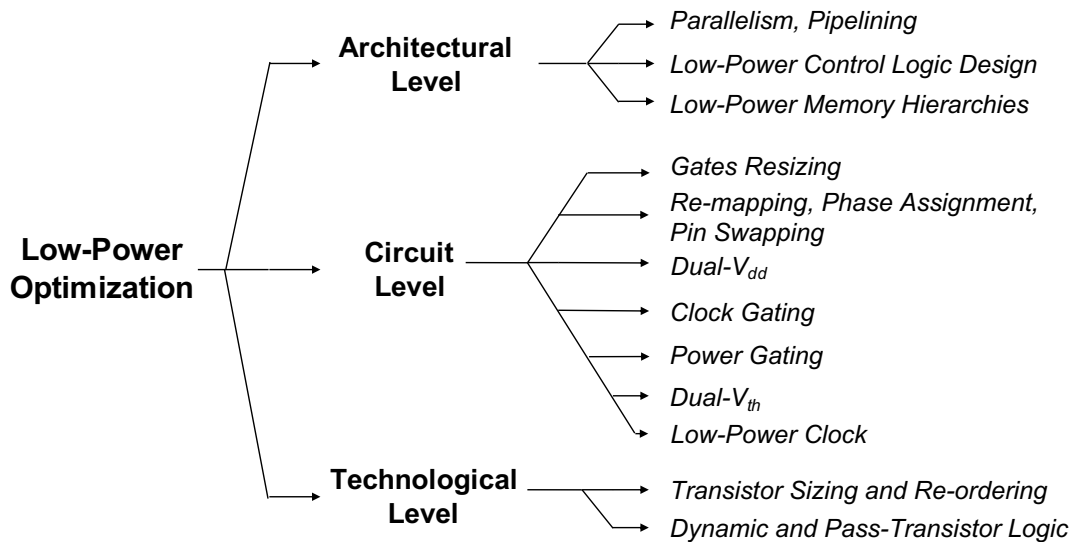 Low-Power
Optimization
Architectural
Level
Parallelism, Pipelining
Low-Power Control Logic Design
Low-Power Memory Hierarchies
Circuit
Level
Gates Resizing
Re-mapping, Phase Assignment,
Pin Swapping
Dual-Vdd
Clock Gating
Power Gating
Dual-Vth
Low-Power Clock
Technological
Level
Transistor Sizing and Re-ordering
Dynamic and Pass-Transistor Logic